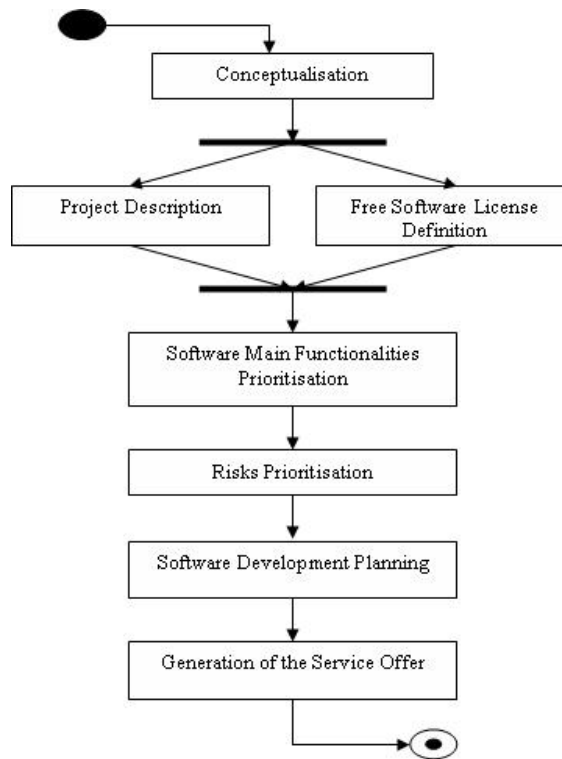 Conceptualisation
Project Description
Free Software License
Definition
Software Main Functionalities
Prioritisation
Risks Prioritisation
Software Development Planning
Generation of the Service Offer